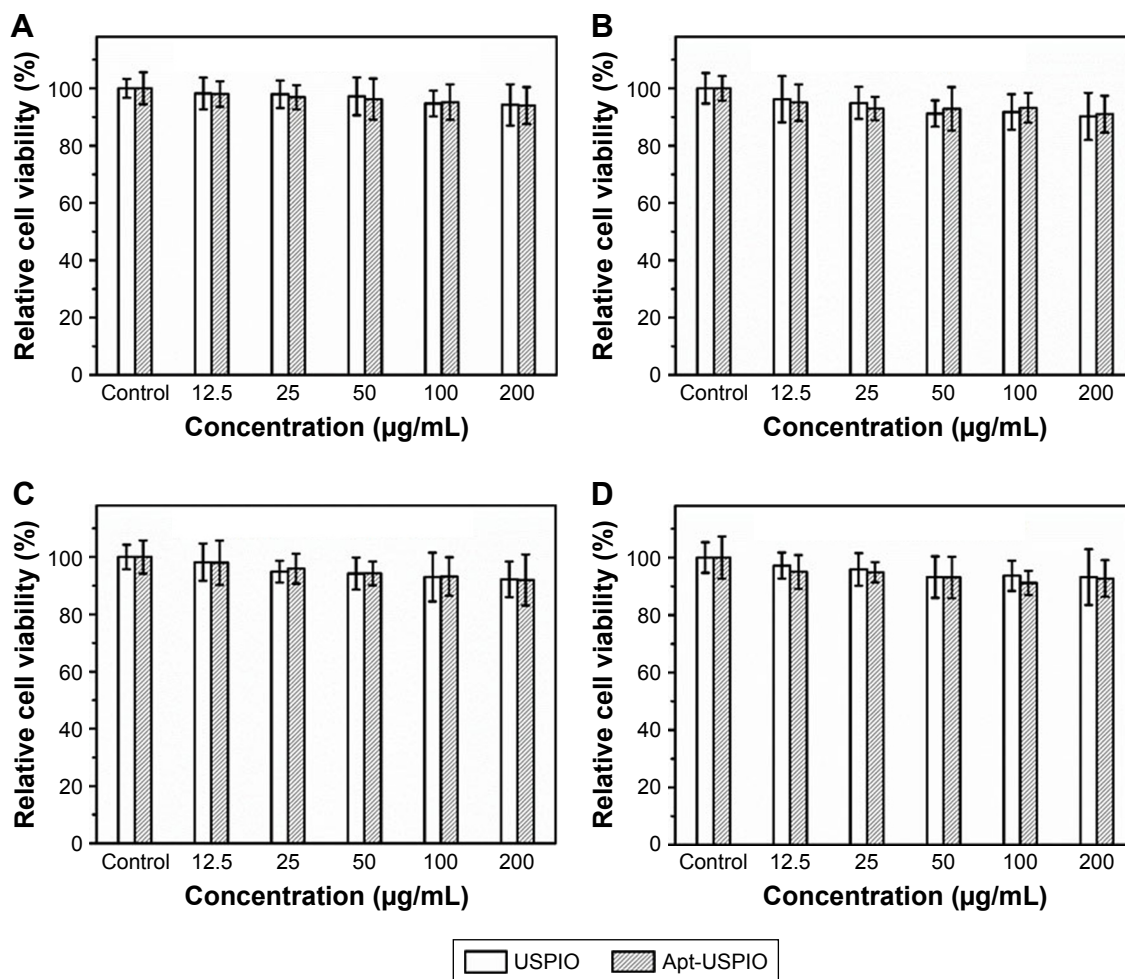 A
Relative cell viability (%)
100
80
60
40
20
0
Control 12.5 25 50 100 200
Concentration (µg/mL)
B
Relative cell viability (%)
100
80
60
40
20
0
Control 12.5 25 50 100 200
Concentration (µg/mL)
C
Relative cell viability (%)
100
80
60
40
20
0
Control 12.5 25 50 100 200
Concentration (µg/mL)
D
Relative cell viability (%)
100
80
60
40
20
0
Control 12.5 25 50 100 200
Concentration (µg/mL)
USPIO Apt-USPIO